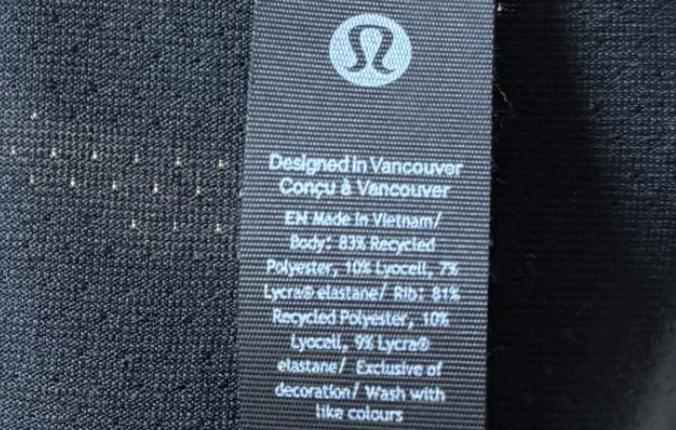 Designed in Vancouver
Conçu à Vancouver
EN Made in Vietnam/
Body: 83% Recycled
Polyester, 10% Lyocell, 7%
Lycra® elastane/ Rib: 81%
Recycled Polyester, 10%
Lyocell, 9% Lycra®
elastane/ Exclusive of
decoration/ Wash with
like colours